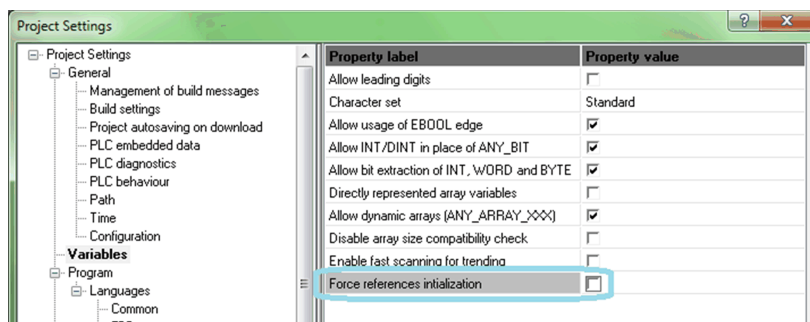 Project Settings
Project Settings
General
Management of build messages
Build settings
Project autosaving on download
PLC embedded data
PLC diagnostics
PLC behaviour
Path
Time
Configuration
Variables
Program
Languages
Common
Property label Property value
Allow leading digits
Character set Standard
Allow usage of EBOOL edge
Allow INT/DINT in place of ANY_BIT
Allow bit extraction of INT, WORD and BYTE
Directly represented array variables
Allow dynamic arrays (ANY_ARRAY_XXX)
Disable array size compatibility check
Enable fast scanning for trending
Force references intialization